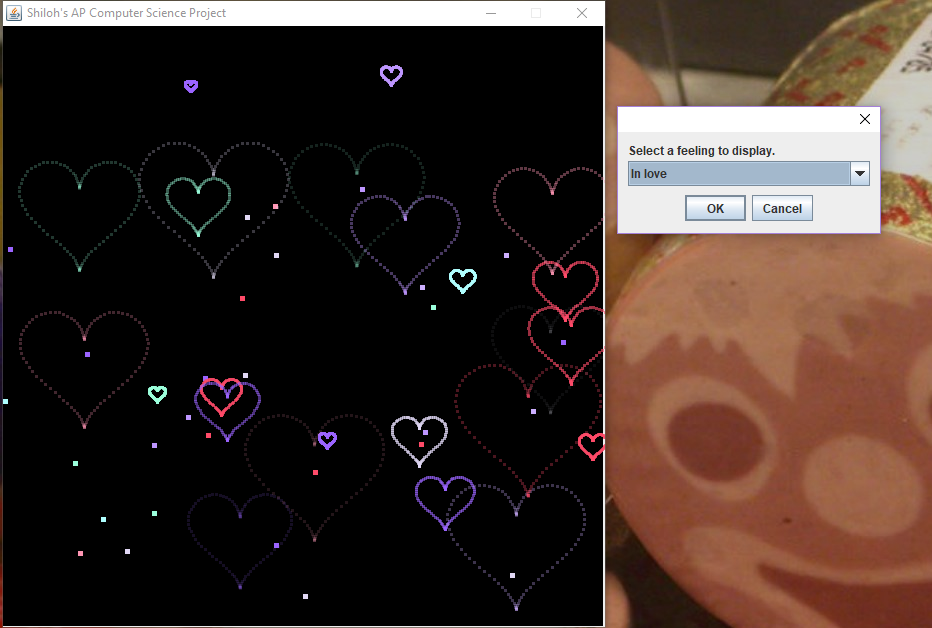 Shiloh's AP Computer Science Project
Select a feeling to display.
In love
OK
Cancel